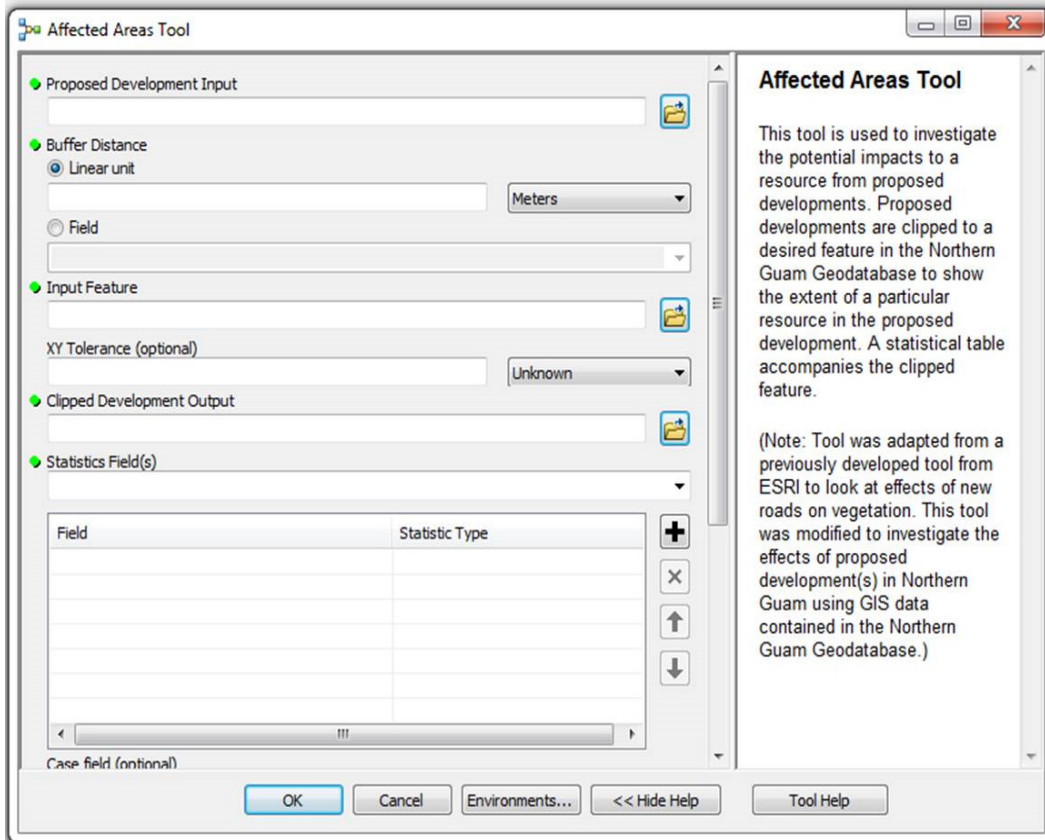 Affected Areas Tool
Proposed Development Input
Buffer Distance
Linear unit
Meters
Field
Input Feature
XY Tolerance (optional)
Unknown
Clipped Development Output
Statistics Field(s)
Field Statistic Type
Case field (optional)
OK Cancel Environments... << Hide Help Tool Help
Affected Areas Tool
This tool is used to investigate
the potential impacts to a
resource from proposed
developments. Proposed
developments are clipped to a
desired feature in the Northern
Guam Geodatabase to show
the extent of a particular
resource in the proposed
development. A statistical table
accompanies the clipped
feature.
(Note: Tool was adapted from a
previously developed tool from
ESRI to look at effects of new
roads on vegetation. This tool
was modified to investigate the
effects of proposed
development(s) in Northern
Guam using GIS data
contained in the Northern
Guam Geodatabase.)